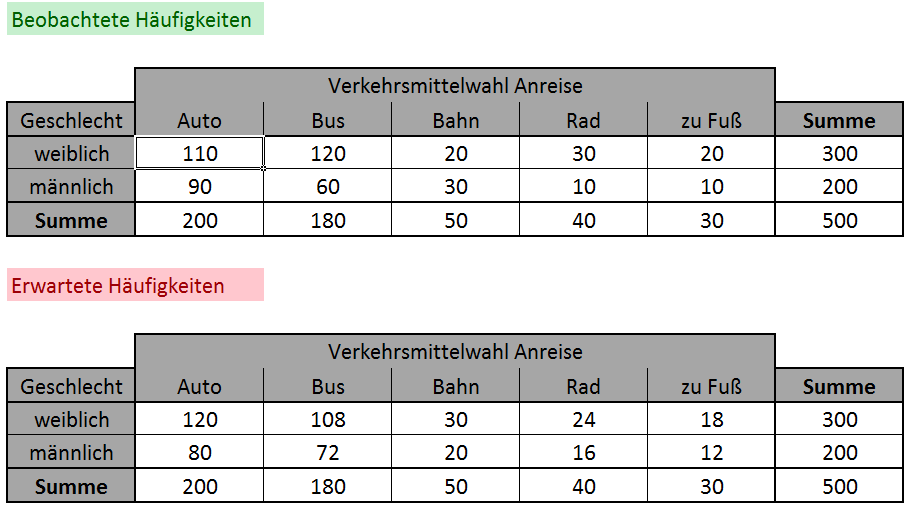 Beobachtete Häufigkeiten
Verkehrsmittelwahl Anreise
Geschlecht Auto Bus Bahn Rad zu Fuß Summe
weiblich 110 120 20 30 20 300
männlich 90 60 30 10 10 200
Summe 200 180 50 40 30 500
Erwartete Häufigkeiten
Verkehrsmittelwahl Anreise
Geschlecht Auto Bus Bahn Rad zu Fuß Summe
weiblich 120 108 30 24 18 300
männlich 80 72 20 16 12 200
Summe 200 180 50 40 30 500